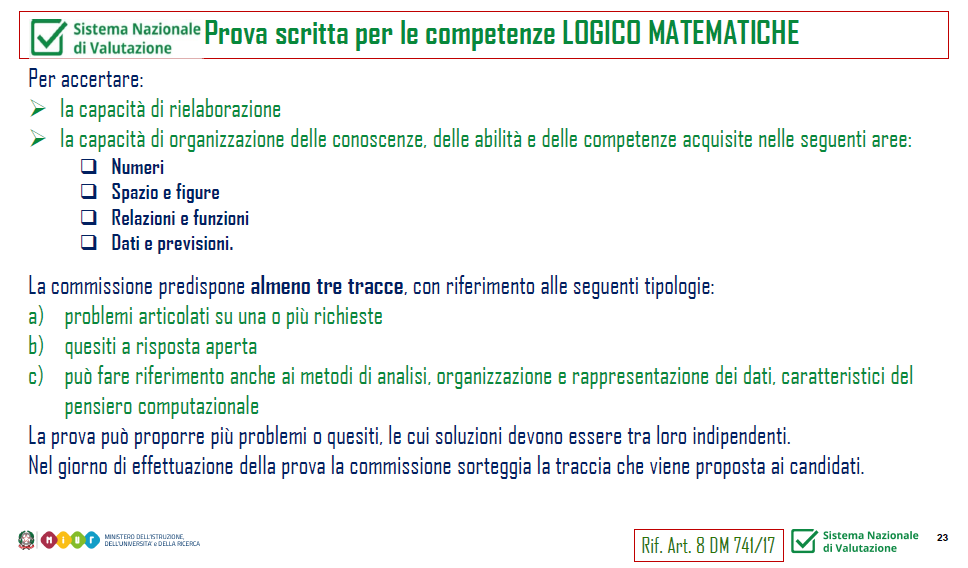 Sistema Nazionale
di Valutazione
Prova scritta per le competenze LOGICO MATEMATICHE
Per accertare:
➢ la capacità di rielaborazione
➢ la capacità di organizzazione delle conoscenze, delle abilità e delle competenze acquisite nelle seguenti aree:
❑ Numeri
❑ Spazio e figure
❑ Relazioni e funzioni
❑ Dati e previsioni.
La commissione predispone almeno tre tracce, con riferimento alle seguenti tipologie:
a) problemi articolati su una o più richieste
b) quesiti a risposta aperta
c) può fare riferimento anche ai metodi di analisi, organizzazione e rappresentazione dei dati, caratteristici del
pensiero computazionale
La prova può proporre più problemi o quesiti, le cui soluzioni devono essere tra loro indipendenti.
Nel giorno di effettuazione della prova la commissione sorteggia la traccia che viene proposta ai candidati.
MIUR
MINISTERO DELL'ISTRUZIONE,
DELL'UNIVERSITA' e DELLA RICERCA
Rif. Art. 8 DM 741/17
Sistema Nazionale
di Valutazione
23